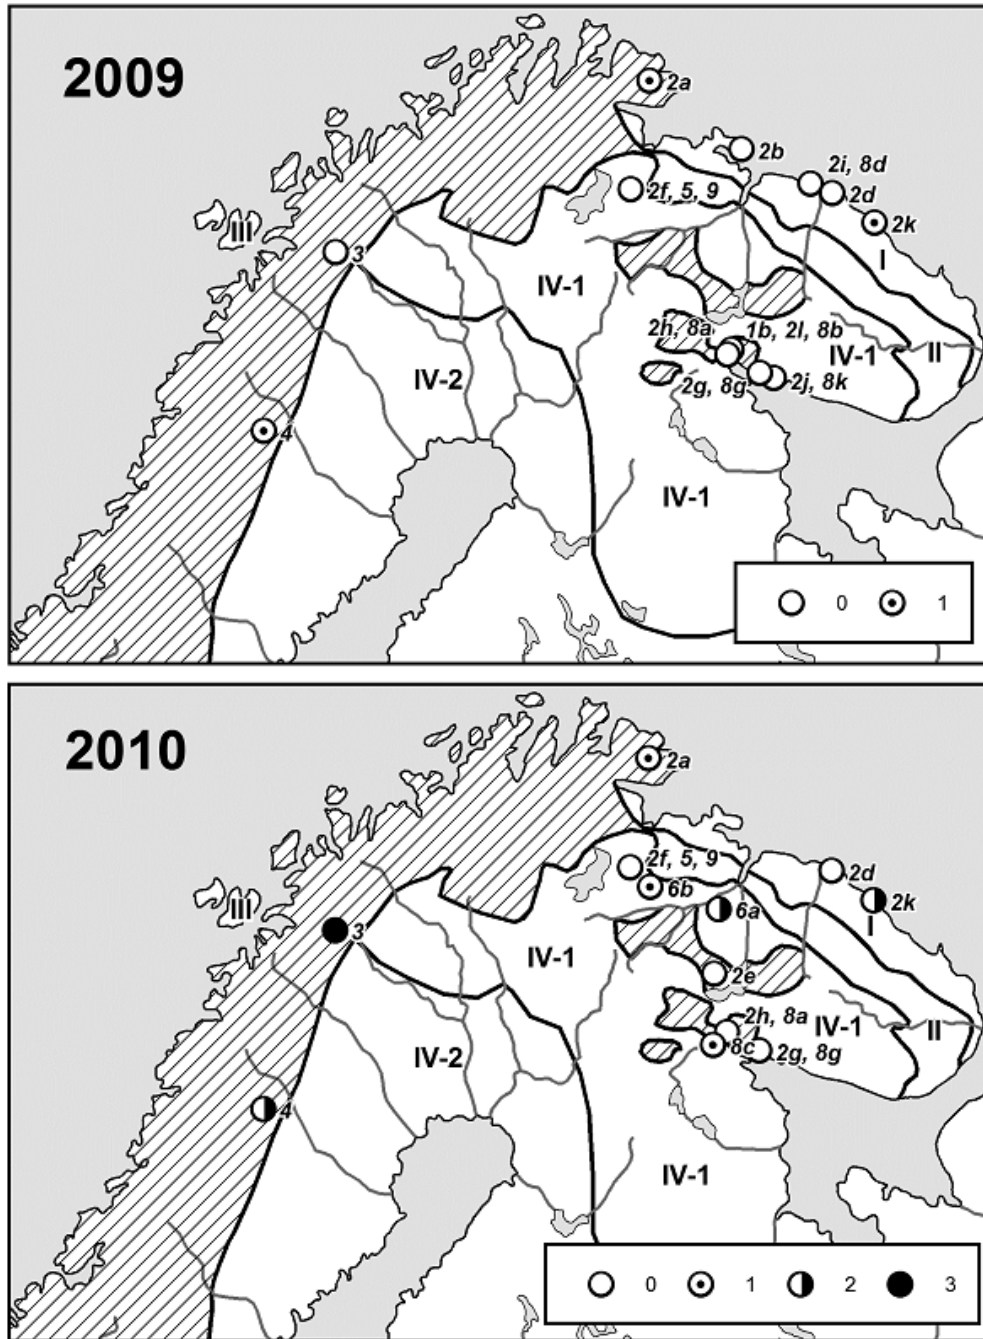 2009
2a
2b
2i, 8d
2f, 5, 9
2d
2k
III
3
I
IV-1
2h, 8a
1b, 2l, 8b
IV-1
II
IV-2
2g, 8g
2j, 8k
4
IV-1
0 1
2010
2a
2f, 5, 9
2d
6b
2k
III
6a
I
3
IV-1
2e
2h, 8a
IV-1
II
8c
2g, 8g
IV-2
4
IV-1
0 1 2 3